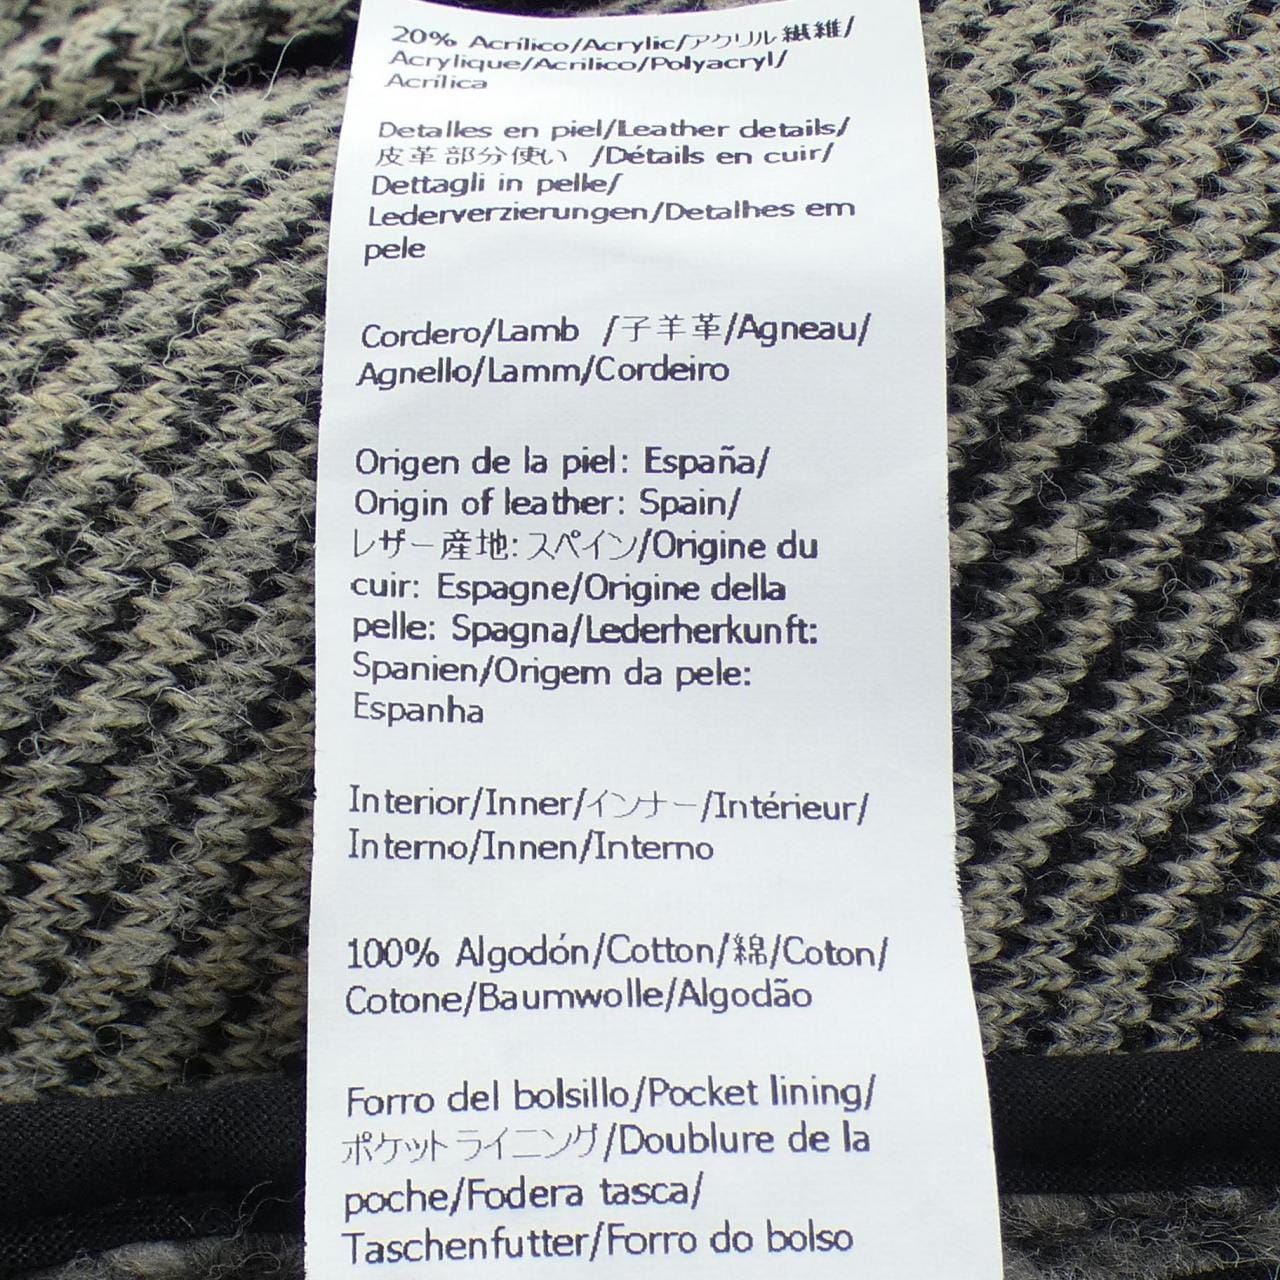 20% Acrílico/Acrylic/アクリル繊維/
Acrylique/Acrilico/Polyacryl/
Acrílica
Detalles en piel/Leather details/
皮革部分使い /Détails en cuir/
Dettagli in pelle/
Lederverzierungen/Detalhes em
pele
Cordero/Lamb /子羊革/Agneau/
Agnello/Lamm/Cordeiro
Origen de la piel: España/
Origin of leather: Spain/
レザー産地: スペイン/Origine du
cuir: Espagne/Origine della
pelle: Spagna/Lederherkunft:
Spanien/Origem da pele:
Espanha
Interior/Inner/インナー/Intérieur/
Interno/Innen/Interno
100% Algodón/Cotton/綿/Coton/
Cotone/Baumwolle/Algodão
Forro del bolsillo/Pocket lining/
ポケットライニング/Doublure de la
poche/Fodera tasca/
Taschenfutter/Forro do bolso